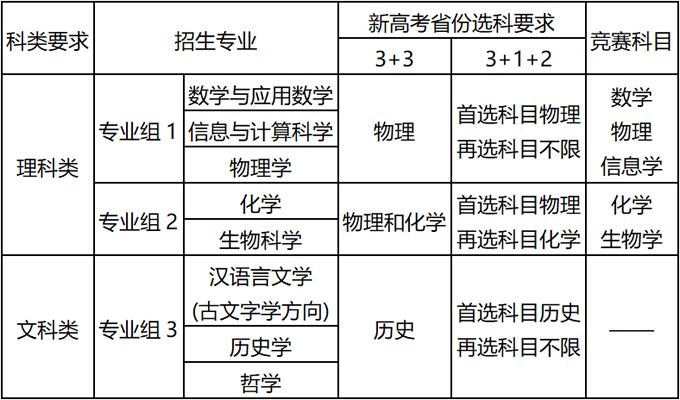 科类要求
招生专业
新高考省份选科要求
竞赛科目
3+3
3+1+2
理科类
专业组1
数学与应用数学
信息与计算科学
物理学
物理
首选科目物理
再选科目不限
数学
物理
信息学
专业组2
化学
生物科学
物理和化学
首选科目物理
再选科目化学
化学
生物学
文科类
专业组3
汉语言文学
(古文字学方向)
历史学
哲学
历史
首选科目历史
再选科目不限
——